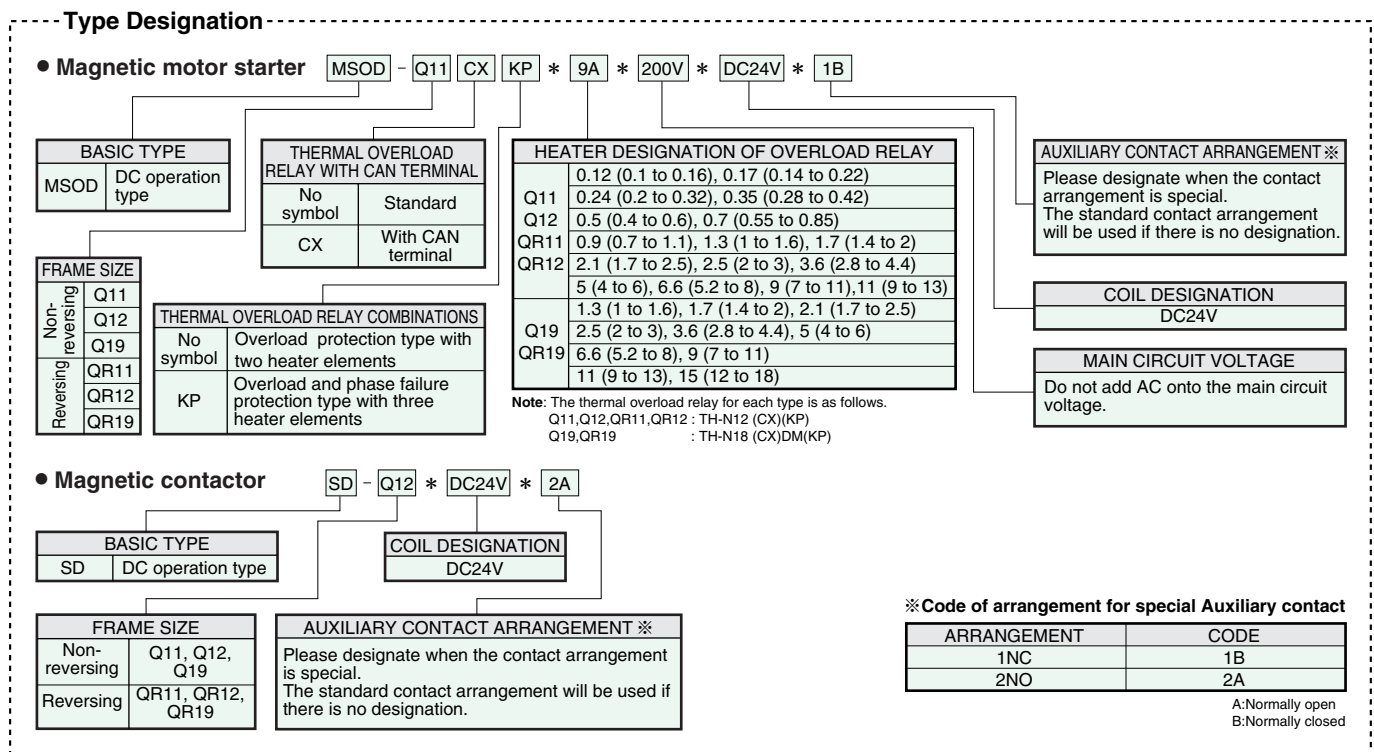 Type Designation
● Magnetic motor starter MSOD - Q11 CX KP * 9A * 200V * DC24V * 1B
BASIC TYPE
MSOD DC operation
type
FRAME SIZE
Non-
reversing
Q11
Q12
Q19
Reversing
QR11
QR12
QR19
THERMAL OVERLOAD
RELAY WITH CAN TERMINAL
No
symbol
Standard
CX
With CAN
terminal
THERMAL OVERLOAD RELAY COMBINATIONS
No
symbol
Overload protection type with
two heater elements
KP
Overload and phase failure
protection type with three
heater elements
HEATER DESIGNATION OF OVERLOAD RELAY
Q11
Q12
QR11
QR12
0.12 (0.1 to 0.16), 0.17 (0.14 to 0.22)
0.24 (0.2 to 0.32), 0.35 (0.28 to 0.42)
0.5 (0.4 to 0.6), 0.7 (0.55 to 0.85)
0.9 (0.7 to 1.1), 1.3 (1 to 1.6), 1.7 (1.4 to 2)
2.1 (1.7 to 2.5), 2.5 (2 to 3), 3.6 (2.8 to 4.4)
5 (4 to 6), 6.6 (5.2 to 8), 9 (7 to 11),11 (9 to 13)
Q19
QR19
1.3 (1 to 1.6), 1.7 (1.4 to 2), 2.1 (1.7 to 2.5)
2.5 (2 to 3), 3.6 (2.8 to 4.4), 5 (4 to 6)
6.6 (5.2 to 8), 9 (7 to 11)
11 (9 to 13), 15 (12 to 18)
Note: The thermal overload relay for each type is as follows.
Q11,Q12,QR11,QR12 : TH-N12 (CX)(KP)
Q19,QR19 : TH-N18 (CX)DM(KP)
AUXILIARY CONTACT ARRANGEMENT ※
Please designate when the contact
arrangement is special.
The standard contact arrangement
will be used if there is no designation.
COIL DESIGNATION
DC24V
MAIN CIRCUIT VOLTAGE
Do not add AC onto the main circuit
voltage.
● Magnetic contactor SD - Q12 * DC24V * 2A
BASIC TYPE
SD DC operation type
COIL DESIGNATION
DC24V
FRAME SIZE
Non-
reversing
Q11, Q12,
Q19
Reversing
QR11, QR12,
QR19
AUXILIARY CONTACT ARRANGEMENT ※
Please designate when the contact arrangement
is special.
The standard contact arrangement will be used if
there is no designation.
※Code of arrangement for special Auxiliary contact
ARRANGEMENT CODE
1NC 1B
2NO 2A
A:Normally open
B:Normally closed